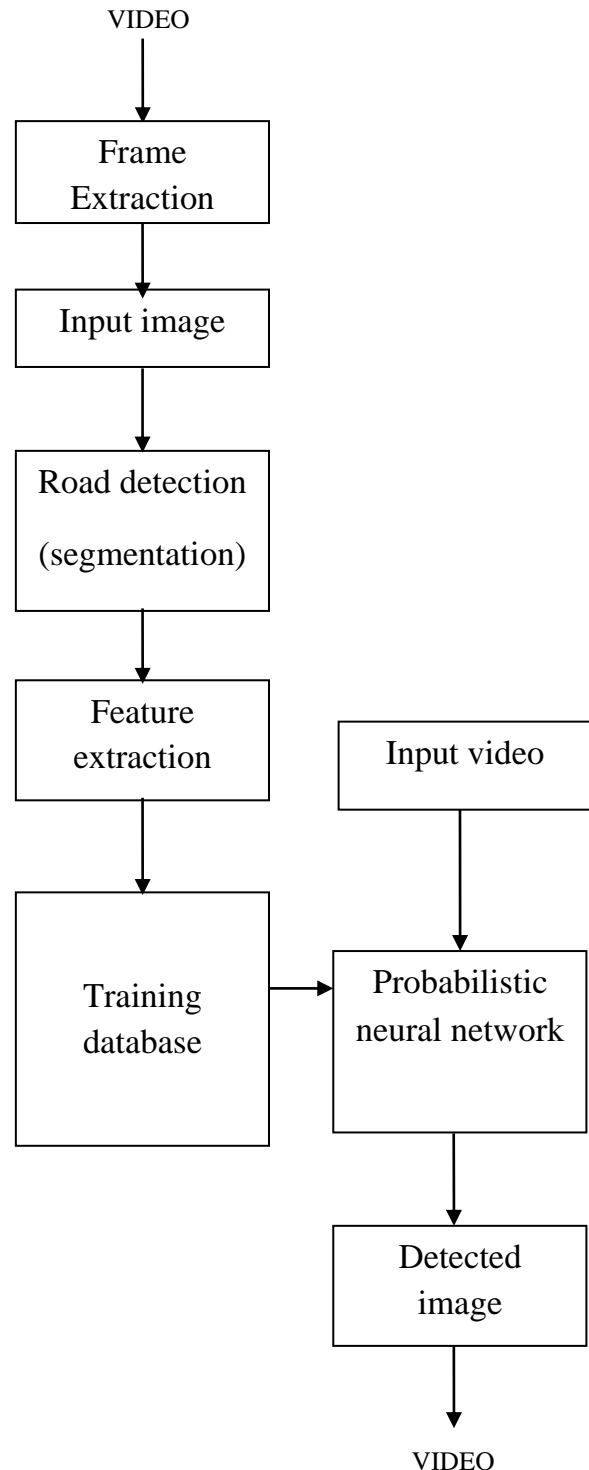 VIDEO
Frame
Extraction
Input image
Road detection
(segmentation)
Feature
extraction
Input video
Training
database
Probabilistic
neural network
Detected
image
VIDEO